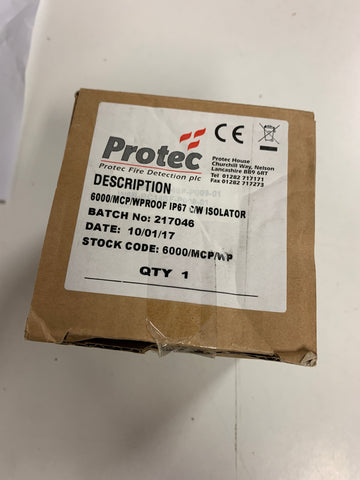 Protec
Protec Fire Detection plc
CE
Protec House
Churchill Way, Nelson
Lancashire BB9 6RT
Tel 01282 717171
Fax 01282 717273
DESCRIPTION
6000/MCP/WPROOF IP67 C/W ISOLATOR
BATCH No: 217046
DATE: 10/01/17
STOCK CODE: 6000/MCP/WP
QTY 1